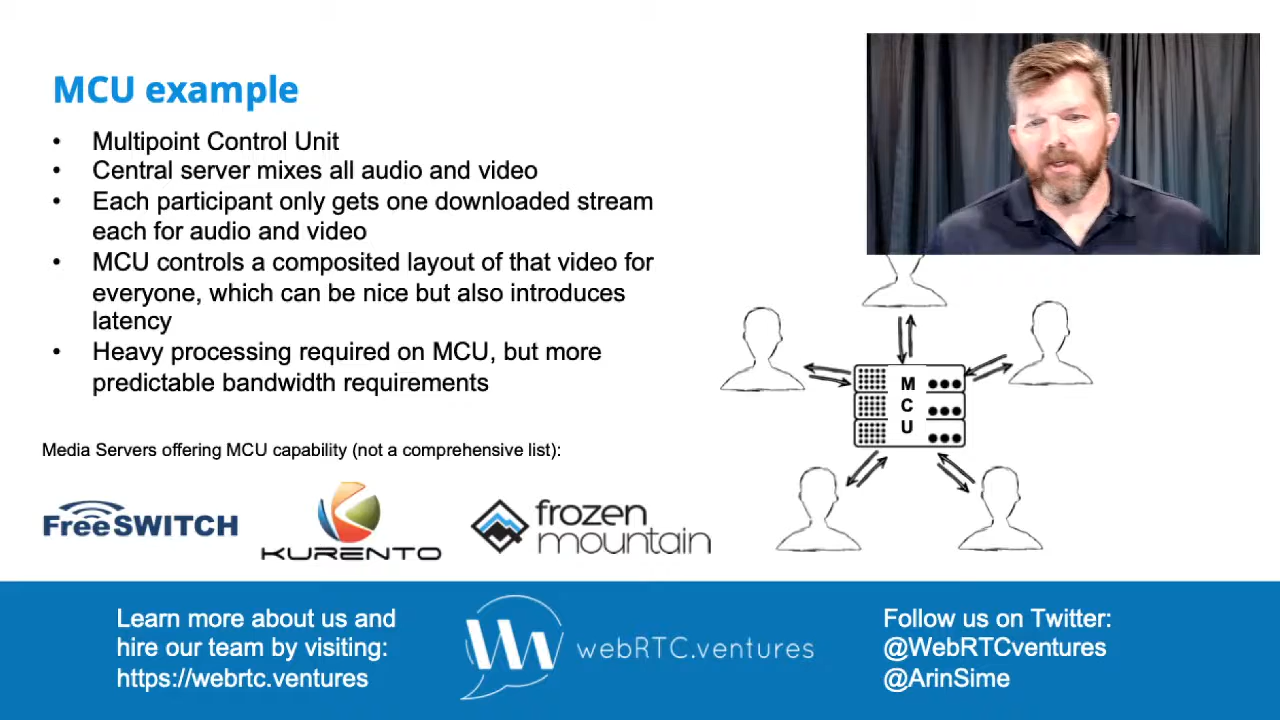 MCU example
• Multipoint Control Unit
• Central server mixes all audio and video
• Each participant only gets one downloaded stream
each for audio and video
• MCU controls a composited layout of that video for
everyone, which can be nice but also introduces
latency
• Heavy processing required on MCU, but more
predictable bandwidth requirements
M
C
U
Media Servers offering MCU capability (not a comprehensive list):
FreeSWITCH
KURENTO
frozen
mountain
Learn more about us and
hire our team by visiting:
https://webrtc.ventures
webRTC.ventures
Follow us on Twitter:
@WebRTCventures
@ArinSime